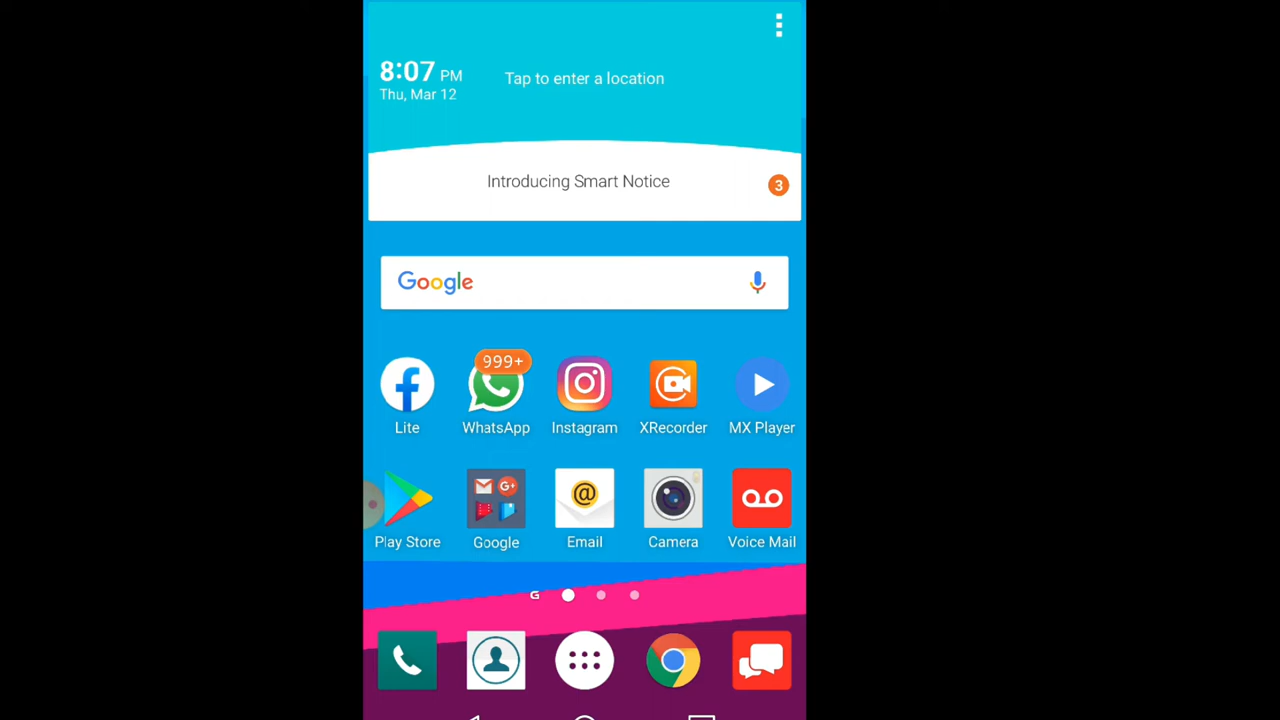 8:07 PM
Thu, Mar 12
Tap to enter a location
Introducing Smart Notice
3
Google
999+
Lite
WhatsApp
Instagram
XRecorder
MX Player
G+
@
Play Store
Google
Email
Camera
Voice Mail
G